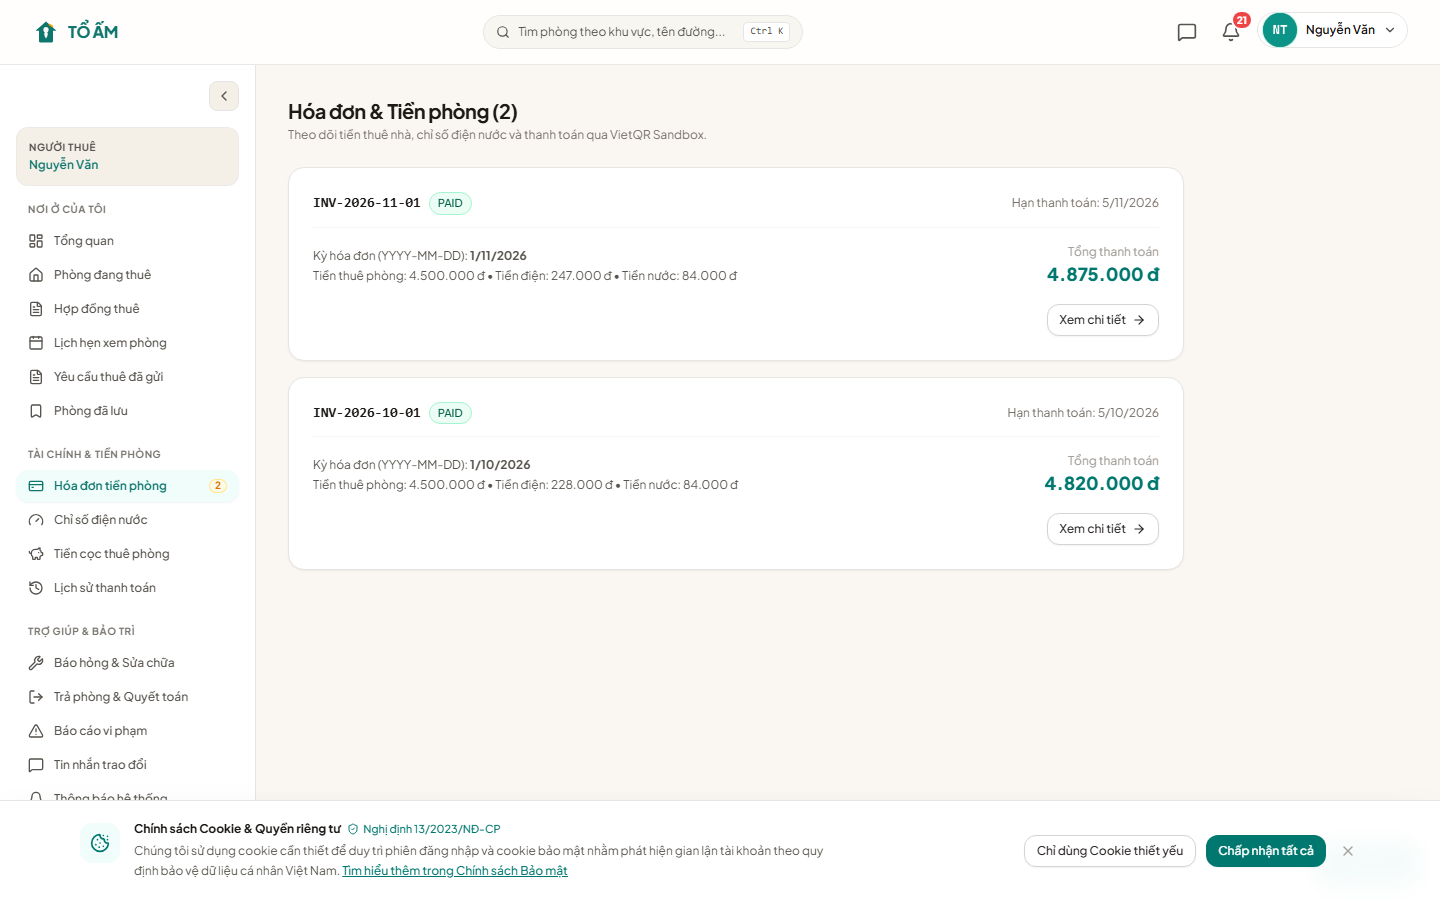 TỔ ẤM
Tìm phòng theo khu vực, tên đường...
Ctrl K
21
NT
Nguyễn Văn
NGƯỜI THUÊ
Nguyễn Văn
NƠI Ở CỦA TÔI
Tổng quan
Phòng đang thuê
Hợp đồng thuê
Lịch hẹn xem phòng
Yêu cầu thuê đã gửi
Phòng đã lưu
TÀI CHÍNH & TIỀN PHÒNG
Hóa đơn tiền phòng 2
Chỉ số điện nước
Tiền cọc thuê phòng
Lịch sử thanh toán
TRỢ GIÚP & BẢO TRÌ
Báo hỏng & Sửa chữa
Trả phòng & Quyết toán
Báo cáo vi phạm
Tin nhắn trao đổi
Thông báo hệ thống
Hóa đơn & Tiền phòng (2)
Theo dõi tiền thuê nhà, chỉ số điện nước và thanh toán qua VietQR Sandbox.
INV-2026-11-01 PAID Hạn thanh toán: 5/11/2026
Kỳ hóa đơn (YYYY-MM-DD): 1/11/2026
Tiền thuê phòng: 4.500.000 đ • Tiền điện: 247.000 đ • Tiền nước: 84.000 đ
Tổng thanh toán
4.875.000 đ
Xem chi tiết →
INV-2026-10-01 PAID Hạn thanh toán: 5/10/2026
Kỳ hóa đơn (YYYY-MM-DD): 1/10/2026
Tiền thuê phòng: 4.500.000 đ • Tiền điện: 228.000 đ • Tiền nước: 84.000 đ
Tổng thanh toán
4.820.000 đ
Xem chi tiết →
Chính sách Cookie & Quyền riêng tư Nghị định 13/2023/NĐ-CP
Chúng tôi sử dụng cookie cần thiết để duy trì phiên đăng nhập và cookie bảo mật nhằm phát hiện gian lận tài khoản theo quy
định bảo vệ dữ liệu cá nhân Việt Nam. Tìm hiểu thêm trong Chính sách Bảo mật
Chỉ dùng Cookie thiết yếu
Chấp nhận tất cả